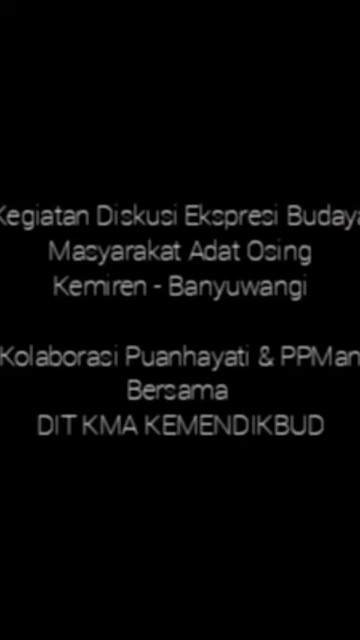 Kegiatan Diskusi Ekspresi Budaya
Masyarakat Adat Osing
Kemiren - Banyuwangi
Kolaborasi Puanhayati & PPMan
Bersama
DIT KMA KEMENDIKBUD